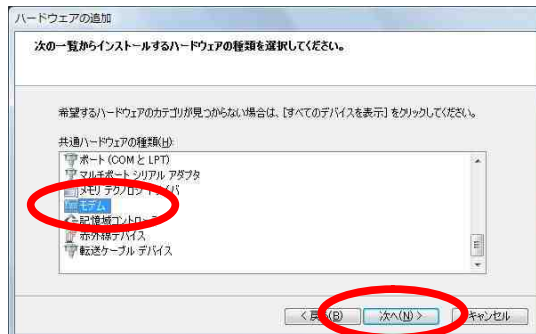 ハードウェアの追加
次の一覧からインストールするハードウェアの種類を選択してください。
希望するハードウェアのカテゴリが見つからない場合は、[すべてのデバイスを表示] をクリックしてください。
共通ハードウェアの種類(H):
ポート (COM と LPT)
マルチポート シリアル アダプタ
メモリ テクノロジ ドライバ
モデム
記憶域コントローラ
赤外線デバイス
転送ケーブル デバイス
< 戻る(B)
次へ(N) >
キャンセル